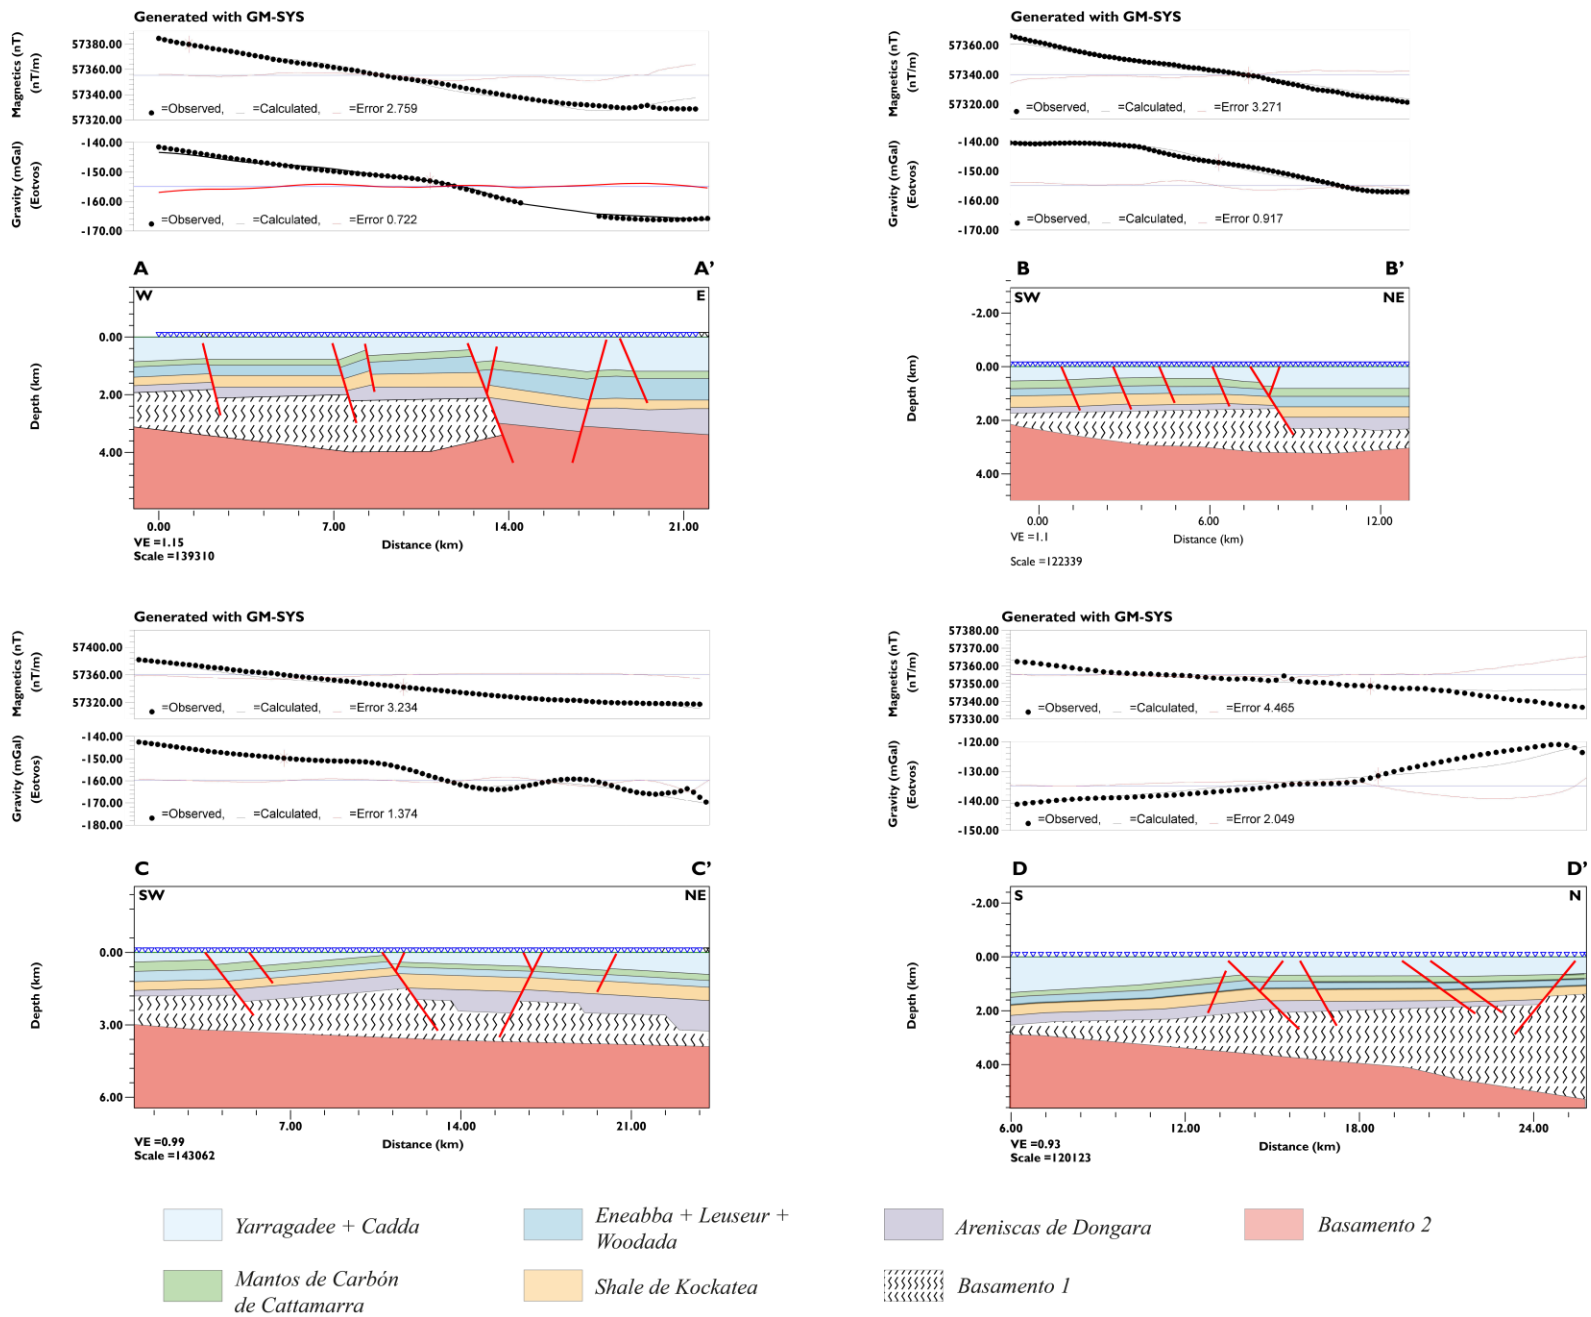 Generated with GM-SYS
Magnetics (nT)
(nT/m)
57380.00
57360.00
57340.00
57320.00
=Observed, =Calculated, =Error 2.759
Gravity (mGal)
(Eotvos)
-140.00
-150.00
-160.00
-170.00
=Observed, =Calculated, =Error 0.722
A A’
W E
Depth (km)
0.00
2.00
4.00
0.00 7.00 14.00 21.00
VE =1.15
Distance (km)
Scale =139310
Generated with GM-SYS
Magnetics (nT)
(nT/m)
57360.00
57340.00
57320.00
=Observed, =Calculated, =Error 3.271
Gravity (mGal)
(Eotvos)
-140.00
-150.00
-160.00
-170.00
=Observed, =Calculated, =Error 0.917
B B’
SW NE
Depth (km)
-2.00
0.00
2.00
4.00
0.00 6.00 12.00
VE =1.1
Distance (km)
Scale =122339
Generated with GM-SYS
Magnetics (nT)
(nT/m)
57400.00
57360.00
57320.00
=Observed, =Calculated, =Error 3.234
Gravity (mGal)
(Eotvos)
-140.00
-150.00
-160.00
-170.00
-180.00
=Observed, =Calculated, =Error 1.374
C C’
SW NE
Depth (km)
0.00
3.00
6.00
7.00 14.00 21.00
VE =0.99
Distance (km)
Scale =143062
Generated with GM-SYS
Magnetics (nT)
(nT/m)
57380.00
57370.00
57360.00
57350.00
57340.00
57330.00
=Observed, =Calculated, =Error 4.465
Gravity (mGal)
(Eotvos)
-120.00
-130.00
-140.00
-150.00
=Observed, =Calculated, =Error 2.049
D D’
S N
Depth (km)
-2.00
0.00
2.00
4.00
6.00 12.00 18.00 24.00
VE =0.93
Distance (km)
Scale =120123
Yarragadee + Cadda
Mantos de Carbón
de Cattamarra
Eneabba + Leuseur +
Woodada
Shale de Kockatea
Areniscas de Dongara
Basamento 1
Basamento 2